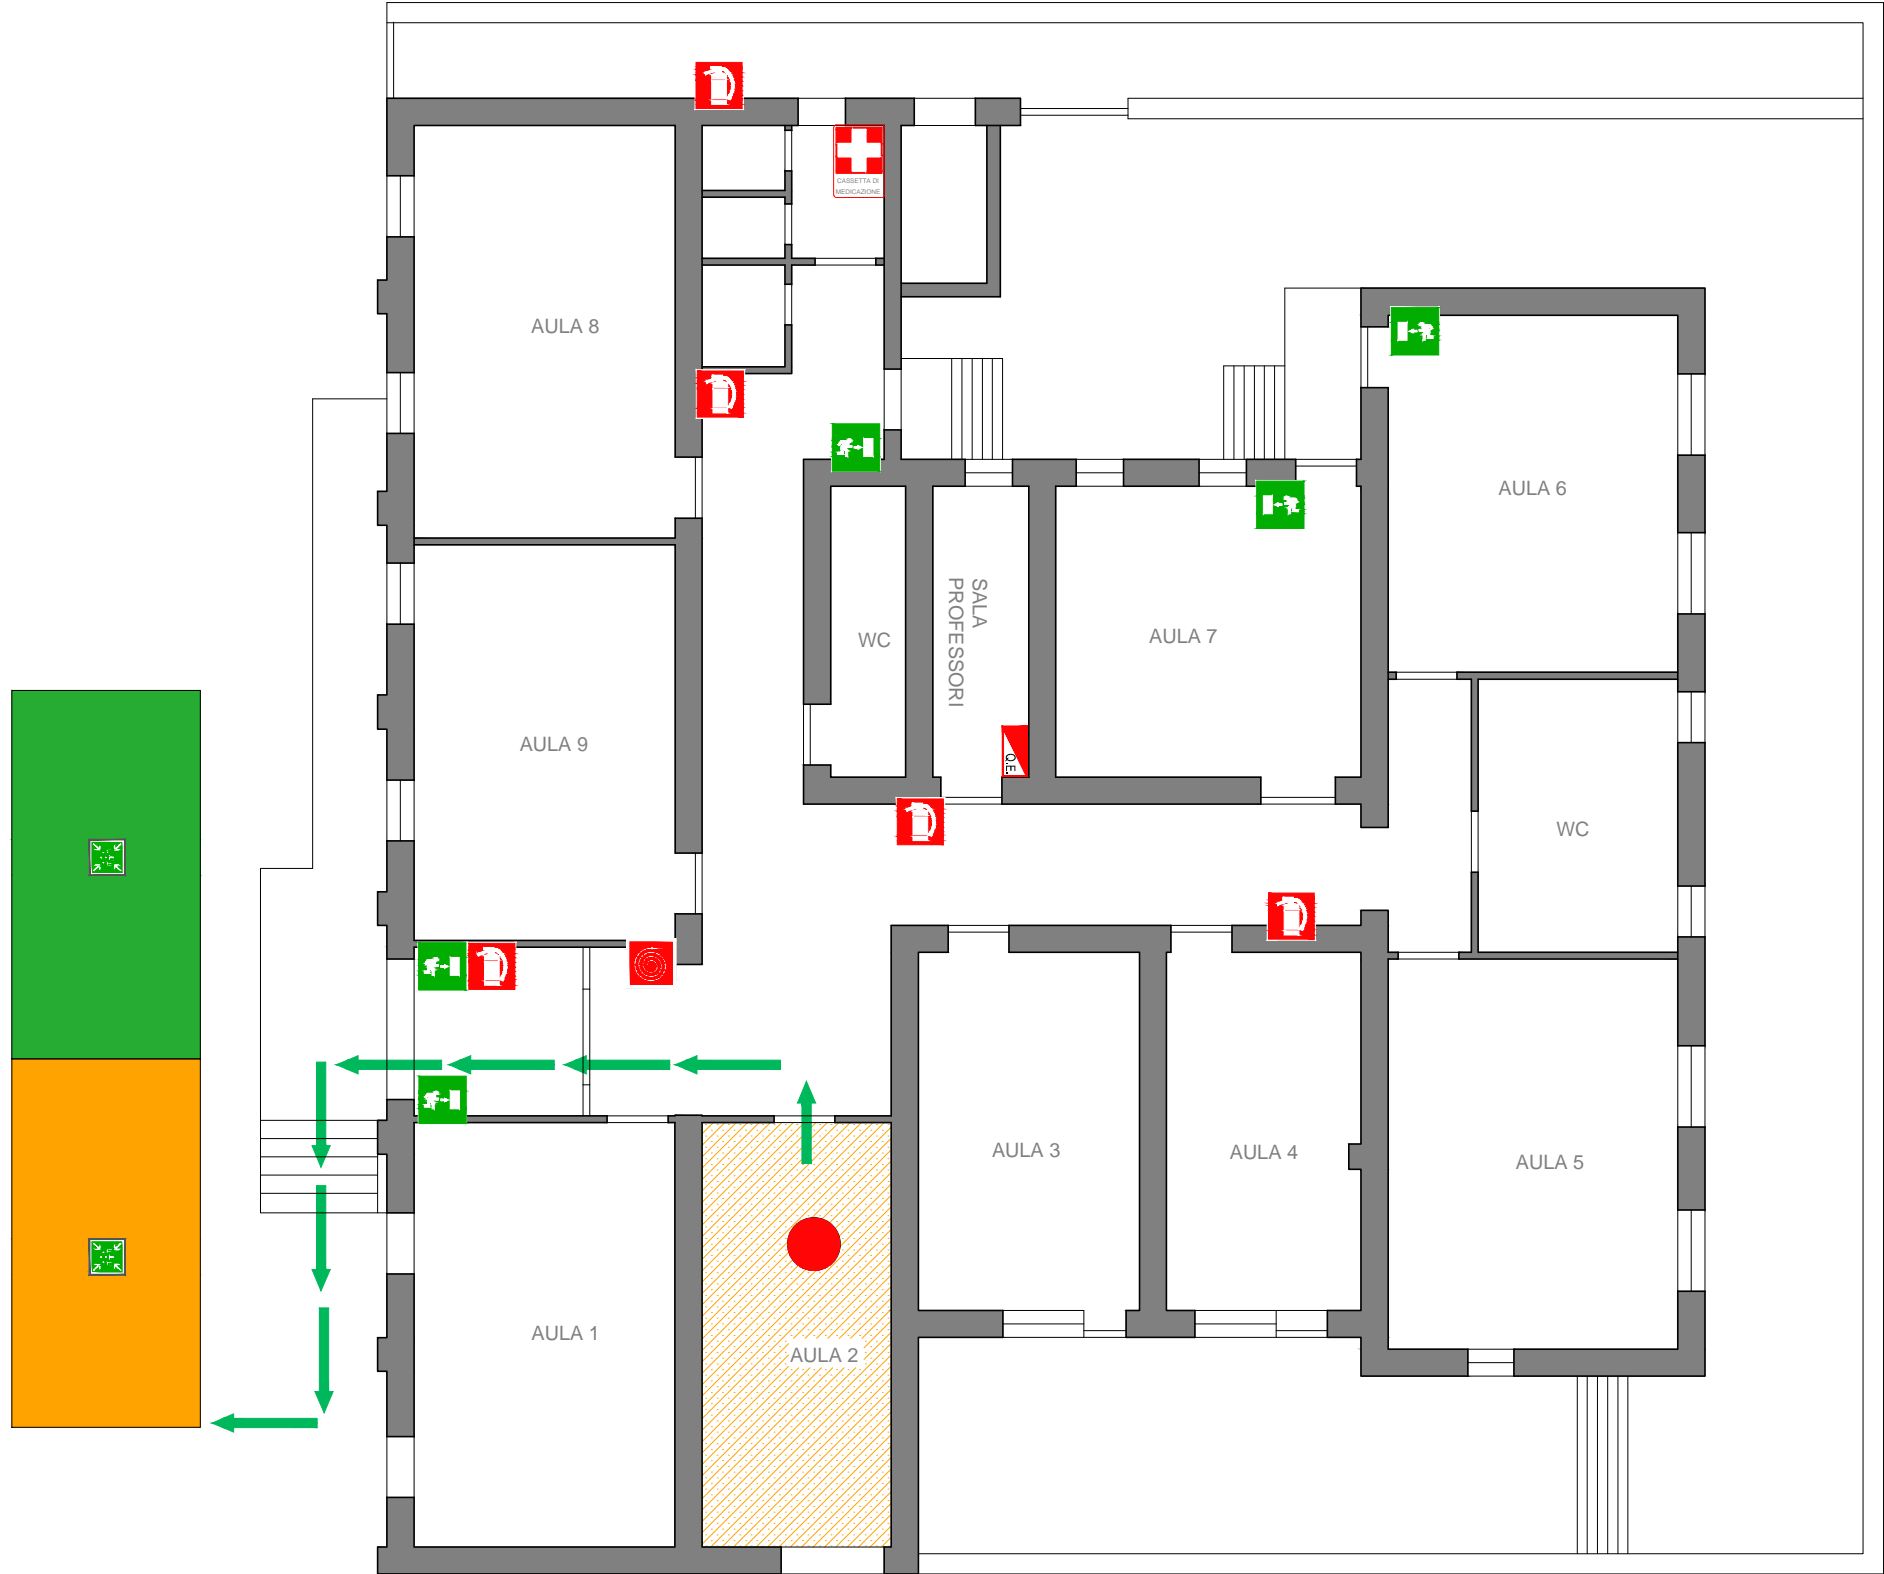 CASSETTA DI
MEDICAZIONE
AULA 8
AULA 6
SALA
PROFESSORI
WC
AULA 7
AULA 9
Q.E.
WC
AULA 3
AULA 4
AULA 5
AULA 1
AULA 2